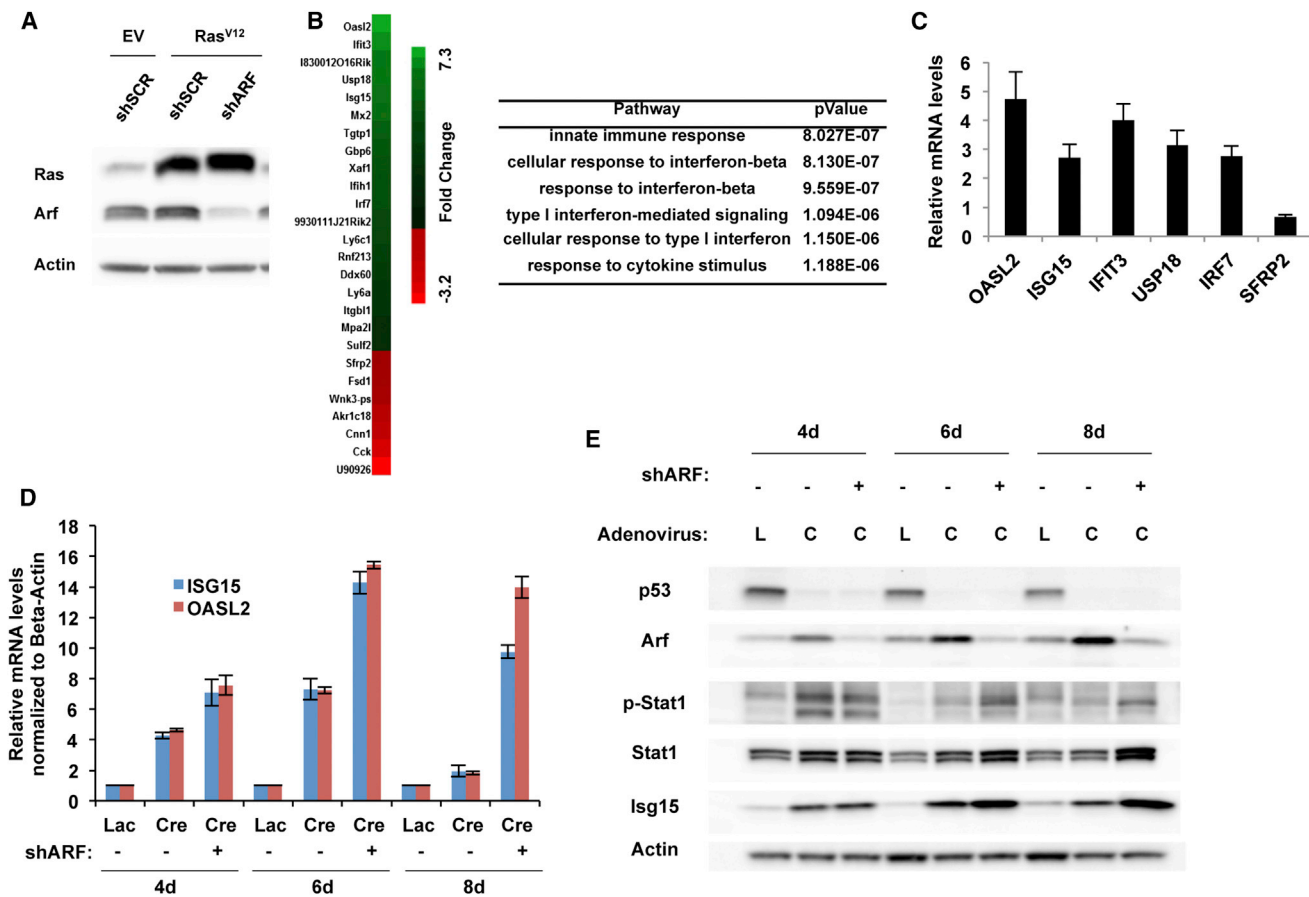 A
EV
Ras^V12
shSCR
shSCR
shARF
Ras
Arf
Actin
B
Oasl2
Ifit3
I830012O16Rik
Usp18
Isg15
Mx2
Tgtp1
Gbp6
Xaf1
Ifih1
Irf7
9930111J21Rik2
Ly6c1
Rnf213
Ddx60
Ly6a
Itgbl1
Mpa2l
Sulf2
Sfrp2
Fsd1
Wnk3-ps
Akr1c18
Cnn1
Cck
U90926
7.3
Fold Change
-3.2
Pathway pValue
innate immune response 8.027E-07
cellular response to interferon-beta 8.130E-07
response to interferon-beta 9.559E-07
type I interferon-mediated signaling 1.094E-06
cellular response to type I interferon 1.150E-06
response to cytokine stimulus 1.188E-06
C
Relative mRNA levels
6
5
4
3
2
1
0
OASL2
ISG15
IFIT3
USP18
IRF7
SFRP2
D
Relative mRNA levels
normalized to Beta-Actin
18
16
14
12
10
8
6
4
2
0
ISG15
OASL2
Lac Cre Cre Lac Cre Cre Lac Cre Cre
shARF: - - + - - + - - +
4d 6d 8d
E
4d 6d 8d
shARF: - - + - - + - - +
Adenovirus: L C C L C C L C C
p53
Arf
p-Stat1
Stat1
Isg15
Actin